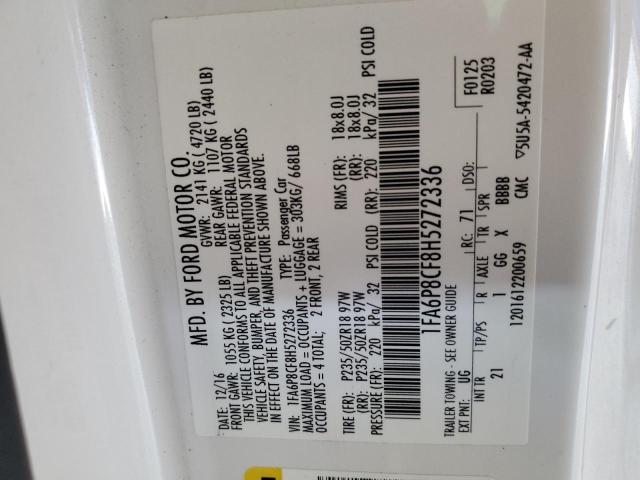 MFD. BY FORD MOTOR CO.
DATE: 12/16 GVWR: 2141 KG ( 4720 LB)
FRONT GAWR: 1055 KG ( 2325 LB) REAR GAWR: 1107 KG ( 2440 LB)
THIS VEHICLE CONFORMS TO ALL APPLICABLE FEDERAL MOTOR
VEHICLE SAFETY, BUMPER, AND THEFT PREVENTION STANDARDS
IN EFFECT ON THE DATE OF MANUFACTURE SHOWN ABOVE.
VIN: 1FA6P8CF8H5272336 TYPE: Passenger Car
MAXIMUM LOAD = OCCUPANTS + LUGGAGE = 303KG/ 668LB
OCCUPANTS = 4 TOTAL; 2 FRONT, 2 REAR
TIRE (FR): P235/50ZR18 97W RIMS (FR): 18x8.0J
(RR): P235/50ZR18 97W (RR): 18x8.0J
PRESSURE (FR): 220 kPa/ 32 PSI COLD (RR): 220 kPa/ 32 PSI COLD
1FA6P8CF8H5272336
F0125
R0203
TRAILER TOWING - SEE OWNER GUIDE
EXT PNT: UG RC: 71 DSO:
INT TR TP/PS R AXLE TR SPR
21 1 GG X BBBB
1201612200659 CMC ▽5U5A-5420472-AA